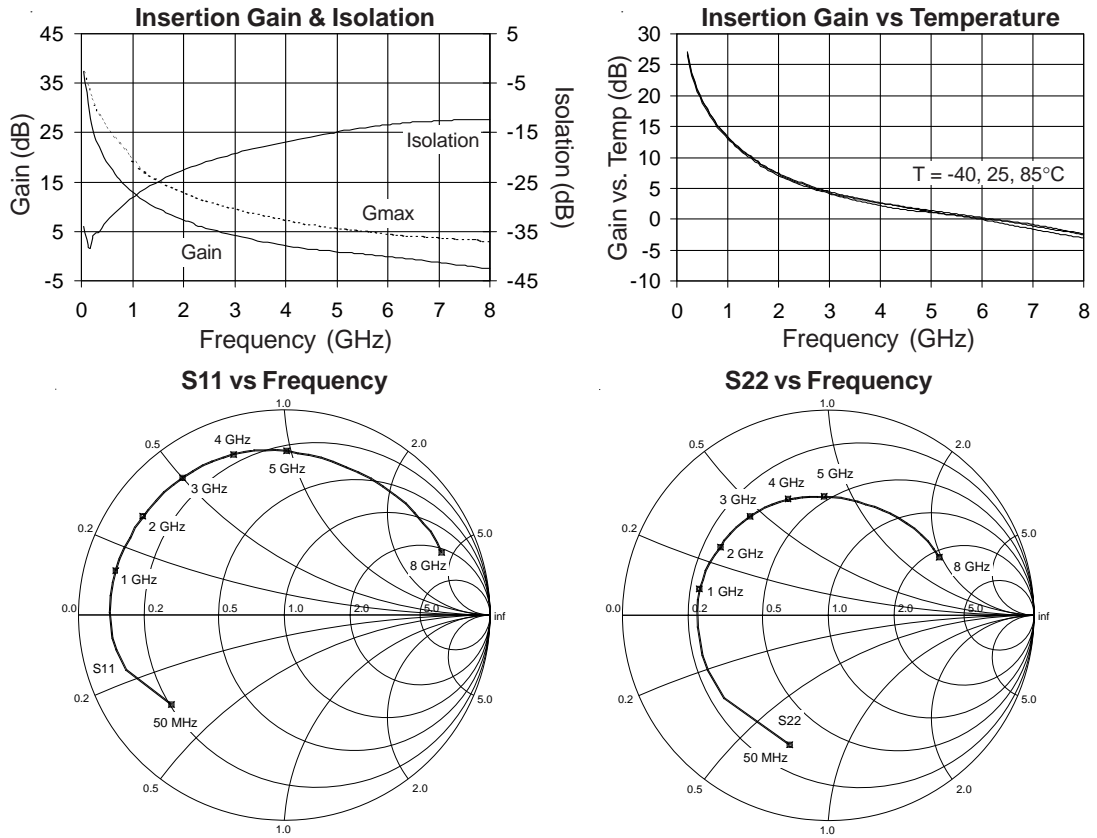 Insertion Gain & Isolation
45
35
25
15
5
-5
Gain (dB)
5
-5
-15
-25
-35
-45
Isolation (dB)
Isolation
Gmax
Gain
0 1 2 3 4 5 6 7 8
Frequency (GHz)
Insertion Gain vs Temperature
30
25
20
15
10
5
0
-5
-10
Gain vs. Temp (dB)
T = -40, 25, 85°C
0 1 2 3 4 5 6 7 8
Frequency (GHz)
S11 vs Frequency
1.0
0.5
4 GHz
2.0
5 GHz
3 GHz
0.2
2 GHz
5.0
8 GHz
1 GHz
0.0 0.2 0.5 1.0 2.0 5.0 inf
S11
0.2
5.0
50 MHz
0.5
2.0
1.0
S22 vs Frequency
1.0
0.5
2.0
5 GHz
4 GHz
3 GHz
0.2
5.0
2 GHz
8 GHz
1 GHz
0.0 0.2 0.5 1.0 2.0 5.0 inf
0.2
5.0
S22
50 MHz
0.5
2.0
1.0